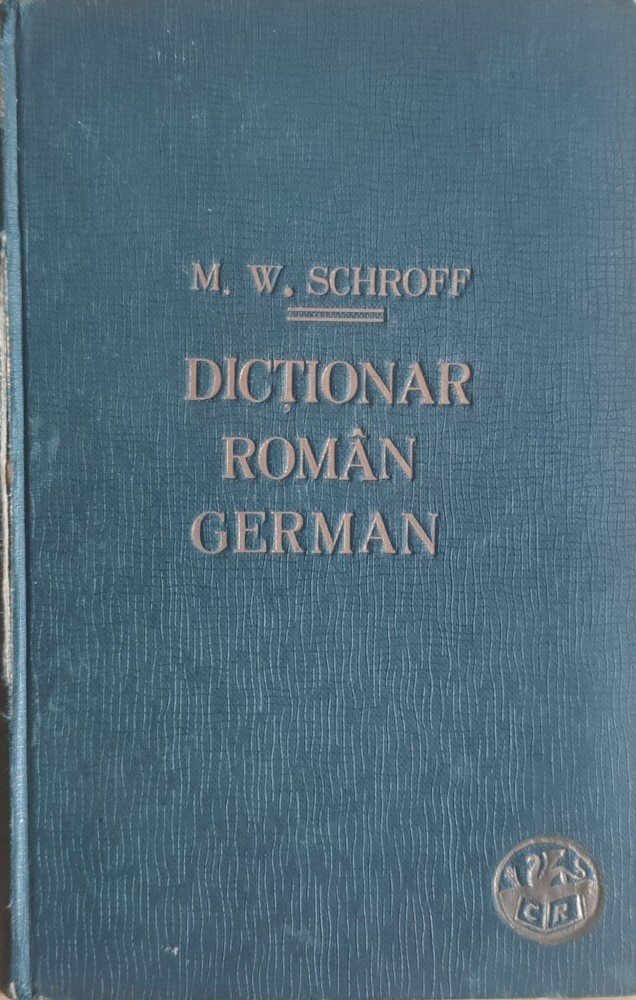 M. W. SCHROFF
DICȚIONAR
ROMÂN
GERMAN
C R